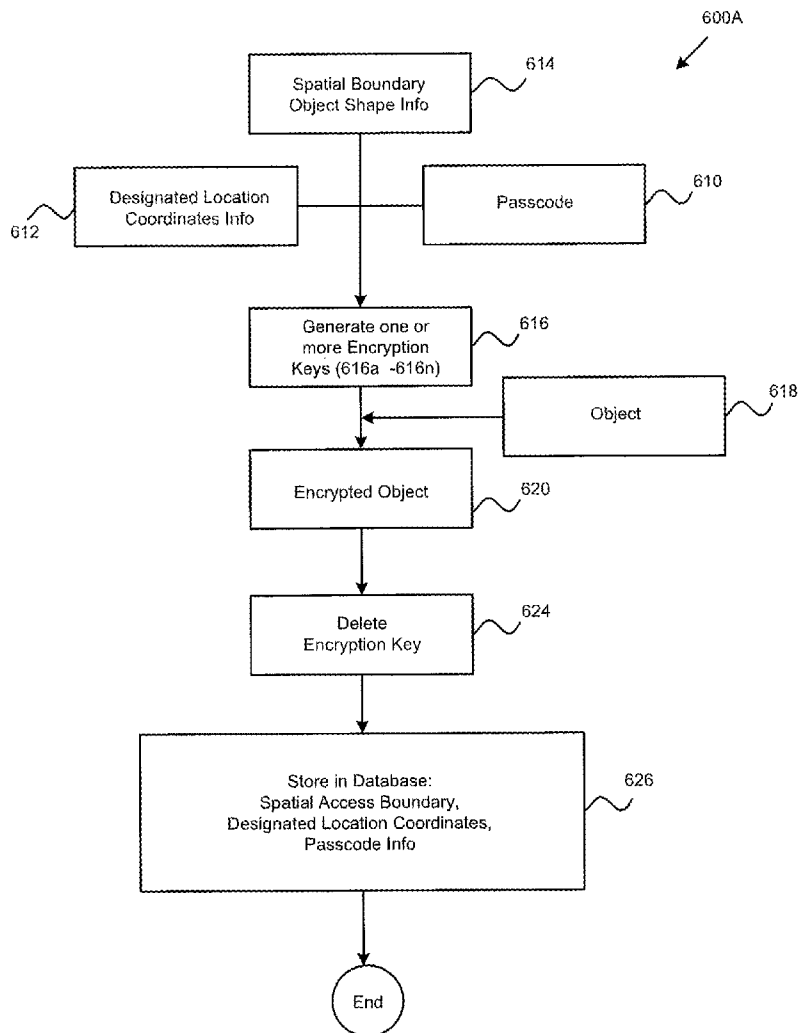 600A
Spatial Boundary
Object Shape Info
614
Designated Location
Coordinates Info
612
Passcode
610
Generate one or
more Encryption
Keys (616a -616n)
616
Object
618
Encrypted Object
620
Delete
Encryption Key
624
Store in Database:
Spatial Access Boundary,
Designated Location Coordinates,
Passcode Info
626
End